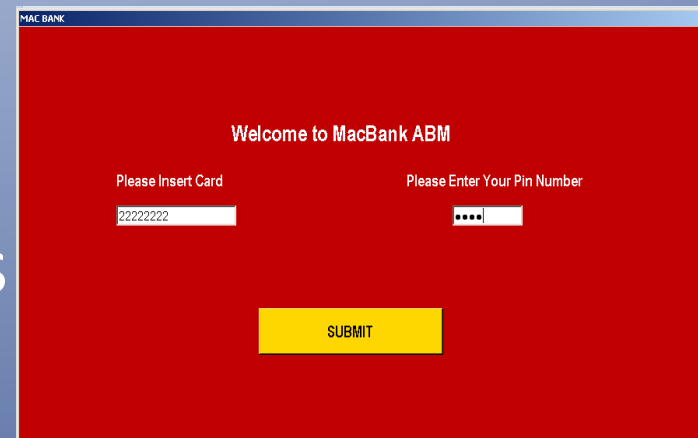 MAC BANK
Welcome to MacBank ABM
Please Insert Card
Please Enter Your Pin Number
22222222
••••
SUBMIT